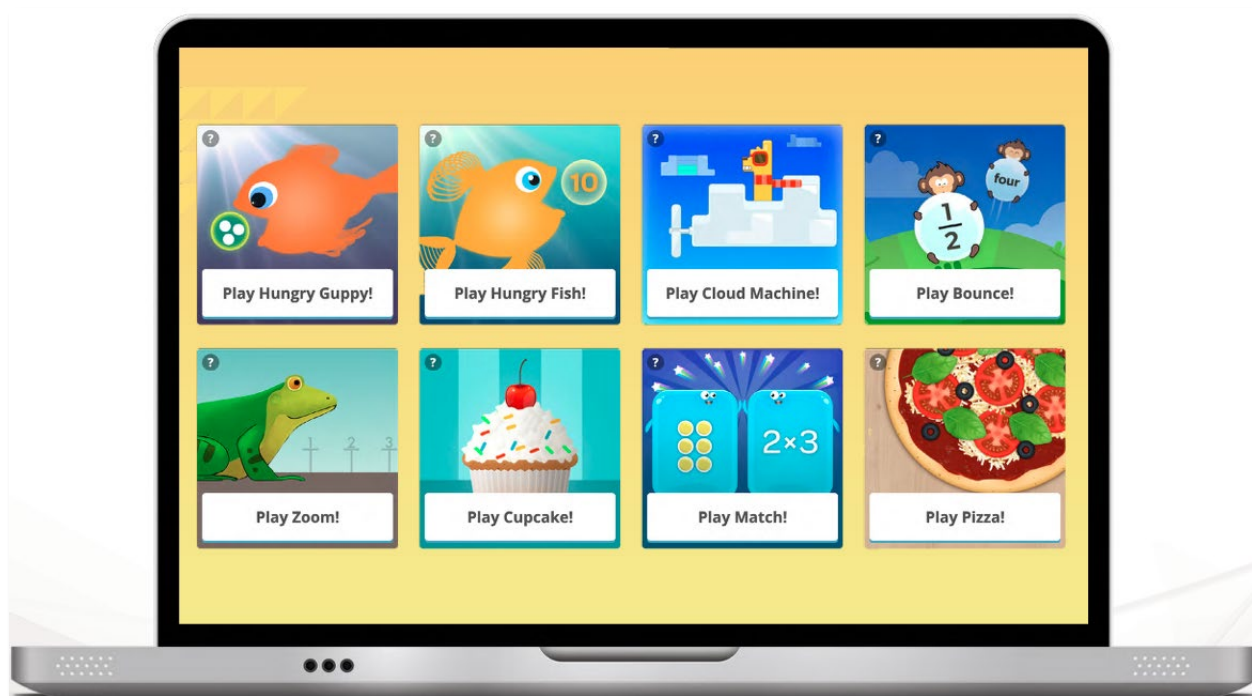 ?
?
10
?
?
four
1
2
Play Hungry Guppy!
Play Hungry Fish!
Play Cloud Machine!
Play Bounce!
?
1 2 3
?
?
2×3
?
Play Zoom!
Play Cupcake!
Play Match!
Play Pizza!